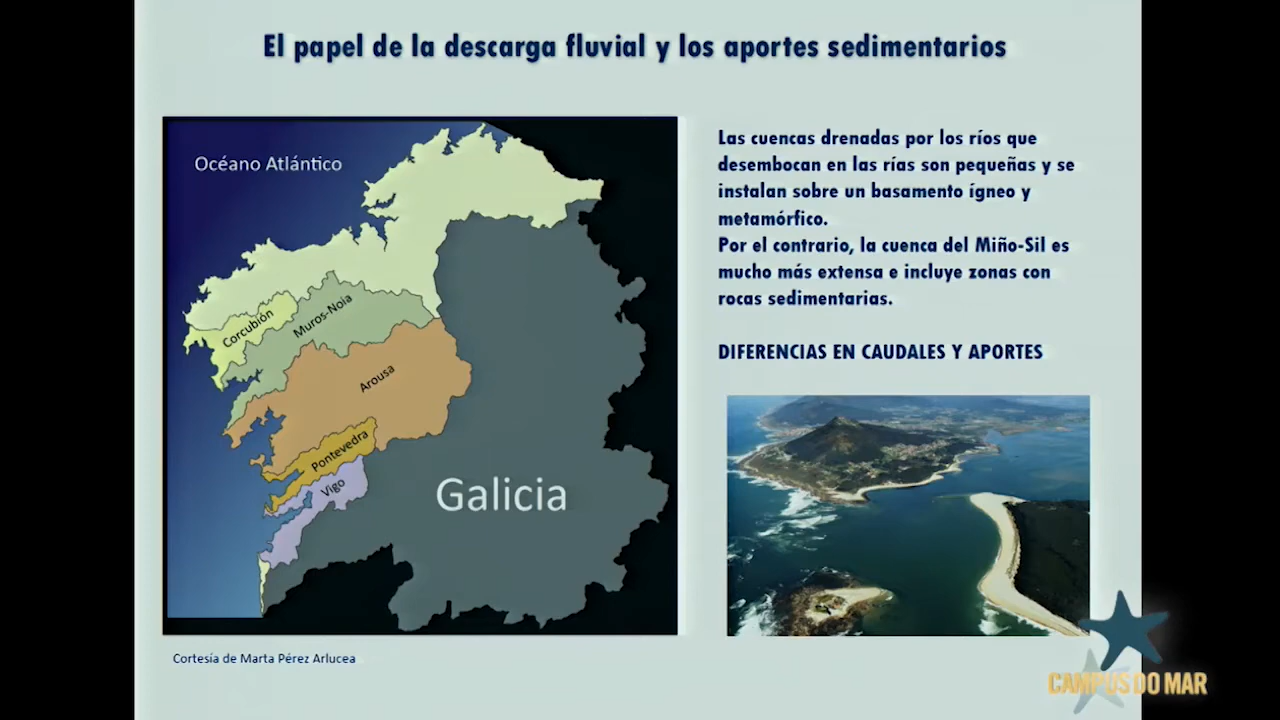 El papel de la descarga fluvial y los aportes sedimentarios
Océano Atlántico
Corcubión
Muros-Noia
Arousa
Pontevedra
Vigo
Galicia
Cortesía de Marta Pérez Arlucea
Las cuencas drenadas por los ríos que
desembocan en las rías son pequeñas y se
instalan sobre un basamento ígneo y
metamórfico.
Por el contrario, la cuenca del Miño-Sil es
mucho más extensa e incluye zonas con
rocas sedimentarias.
DIFERENCIAS EN CAUDALES Y APORTES
CAMPUS DO MAR